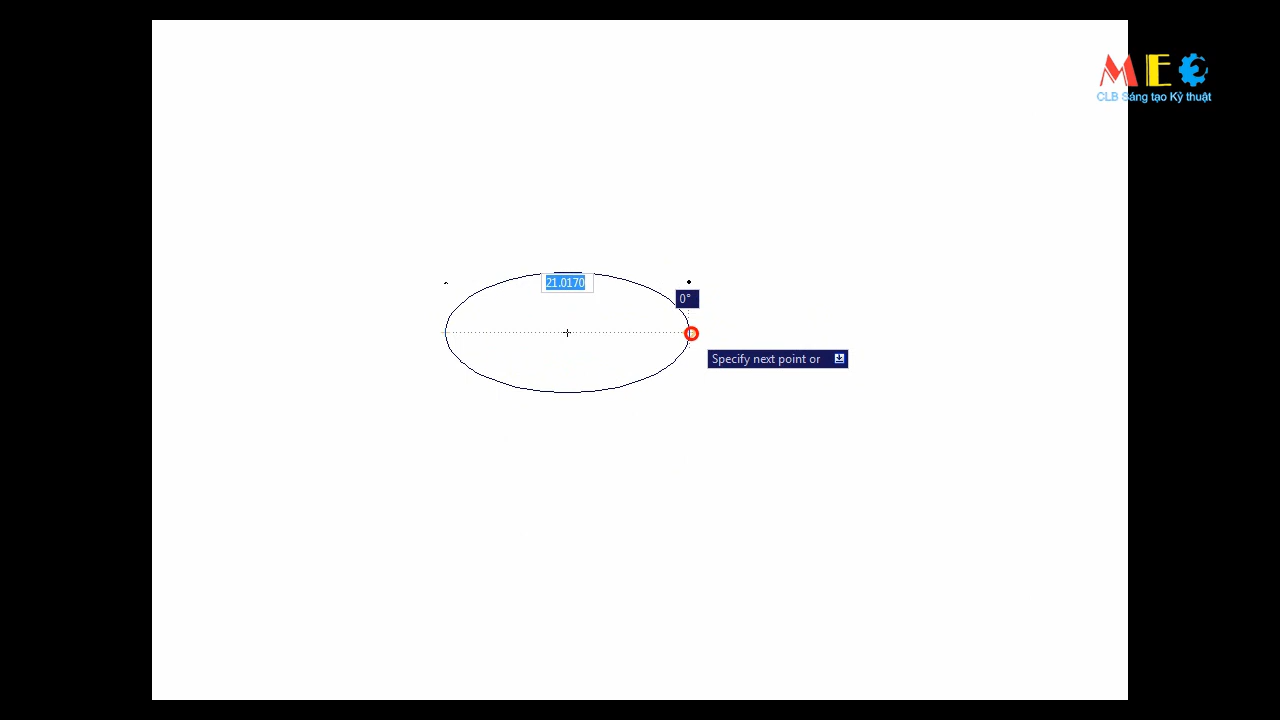 MEC
CLB Sáng tạo Kỹ thuật
21.0170
0°
Specify next point or